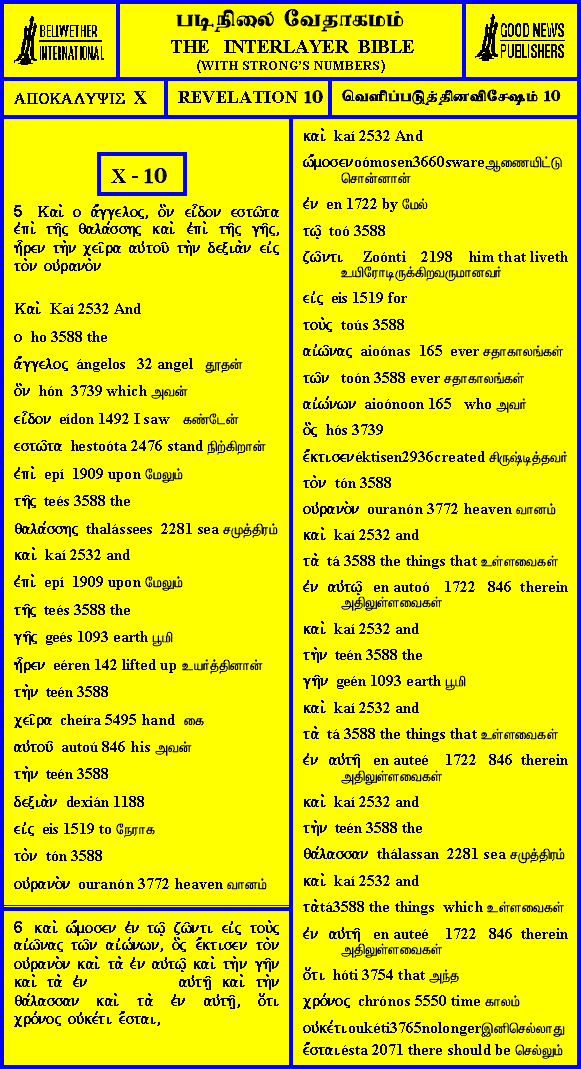 BELIWETHER
INTERNATIONAL
படிநிலை வேதாகமம்
THE INTERLAYER BIBLE
(WITH STRONG'S NUMBERS)
GOOD NEWS
PUBLISHERS
ΑΠΟΚΑΛΥΨΙΣ X
REVELATION 10
வெளிப்படுத்தினவிசேஷம் 10
X - 10
5 Καὶ ο ἄγγελος, ὃν εἶδον εστῶτα
ἐπὶ τῆς θαλάσσης καὶ ἐπὶ τῆς γῆς,
ἦρεν τὴν χεῖρα αὐτοῦ τὴν δεξιὰν εἰς
τὸν οὐρανὸν
Καὶ Kaí 2532 And
ο ho 3588 the
ἄγγελος ángelos 32 angel தூதன்
ὃν hón 3739 which அவன்
εἶδον eídon 1492 I saw கண்டேன்
εστῶτα hestoóta 2476 stand நிற்கிறான்
ἐπὶ epí 1909 upon மேலும்
τῆς teés 3588 the
θαλάσσης thalássees 2281 sea சமுத்திரம்
καὶ kaí 2532 and
ἐπὶ epí 1909 upon மேலும்
τῆς teés 3588 the
γῆς geés 1093 earth பூமி
ἦρεν eéren 142 lifted up உயர்த்தினான்
τὴν teén 3588
χεῖρα cheíra 5495 hand கை
αὐτοῦ autoú 846 his அவன்
τὴν teén 3588
δεξιὰν dexián 1188
εἰς eis 1519 to நேராக
τὸν tón 3588
οὐρανὸν ouranón 3772 heaven வானம்
6 καὶ ὤμοσεν ἐν τῷ ζῶντι εἰς τοὺς
αἰῶνας τῶν αἰώνων, ὃς ἔκτισεν τὸν
οὐρανὸν καὶ τὰ ἐν αὐτῷ καὶ τὴν γῆν
καὶ τὰ ἐν αὐτῆ καὶ τὴν
θάλασσαν καὶ τὰ ἐν αὐτῆ, ὅτι
χρόνος οὐκέτι ἔσται,
καὶ kaí 2532 And
ὤμοσεν oómosen3660sware ஆணையிட்டு
சொன்னான்
ἐν en 1722 by மேல்
τῷ toó 3588
ζῶντι Zoónti 2198 him that liveth
உயிரோடிருக்கிறவருமானவர்
εἰς eis 1519 for
τοὺς toús 3588
αἰῶνας aioónas 165 ever சதாகாலங்கள்
τῶν toón 3588 ever சதாகாலங்கள்
αἰώνων aioónoon 165 who அவர்
ὃς hós 3739
ἔκτισεν éktisen2936created சிருஷ்டித்தவர்
τὸν tón 3588
οὐρανὸν ouranón 3772 heaven வானம்
καὶ kaí 2532 and
τὰ tá 3588 the things that உள்ளவைகள்
ἐν αὐτῷ en autoó 1722 846 therein
அதிலுள்ளவைகள்
καὶ kaí 2532 and
τὴν teén 3588 the
γῆν geén 1093 earth பூமி
καὶ kaí 2532 and
τὰ tá 3588 the things that உள்ளவைகள்
ἐν αὐτῆ en auteé 1722 846 therein
அதிலுள்ளவைகள்
καὶ kaí 2532 and
τὴν teén 3588 the
θάλασσαν thálassan 2281 sea சமுத்திரம்
καὶ kaí 2532 and
τὰ tá3588 the things which உள்ளவைகள்
ἐν αὐτῆ en auteé 1722 846 therein
அதிலுள்ளவைகள்
ὅτι hóti 3754 that அந்த
χρόνος chrónos 5550 time காலம்
οὐκέτι oukéti3765nolonger இனிசெல்லாது
ἔσται ésta 2071 there should be செல்லும்